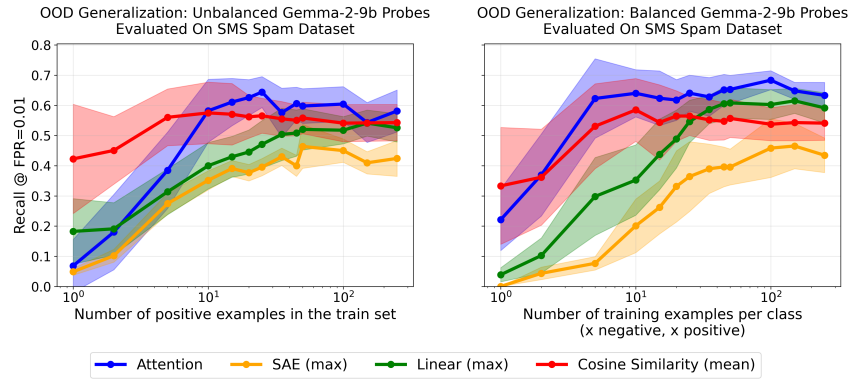 OOD Generalization: Unbalanced Gemma-2-9b Probes
Evaluated On SMS Spam Dataset
OOD Generalization: Balanced Gemma-2-9b Probes
Evaluated On SMS Spam Dataset
Recall @ FPR=0.01
0.8
0.7
0.6
0.5
0.4
0.3
0.2
0.1
0.0
10⁰ 10¹ 10²
Number of positive examples in the train set
10⁰ 10¹ 10²
Number of training examples per class
(x negative, x positive)
Attention SAE (max) Linear (max) Cosine Similarity (mean)